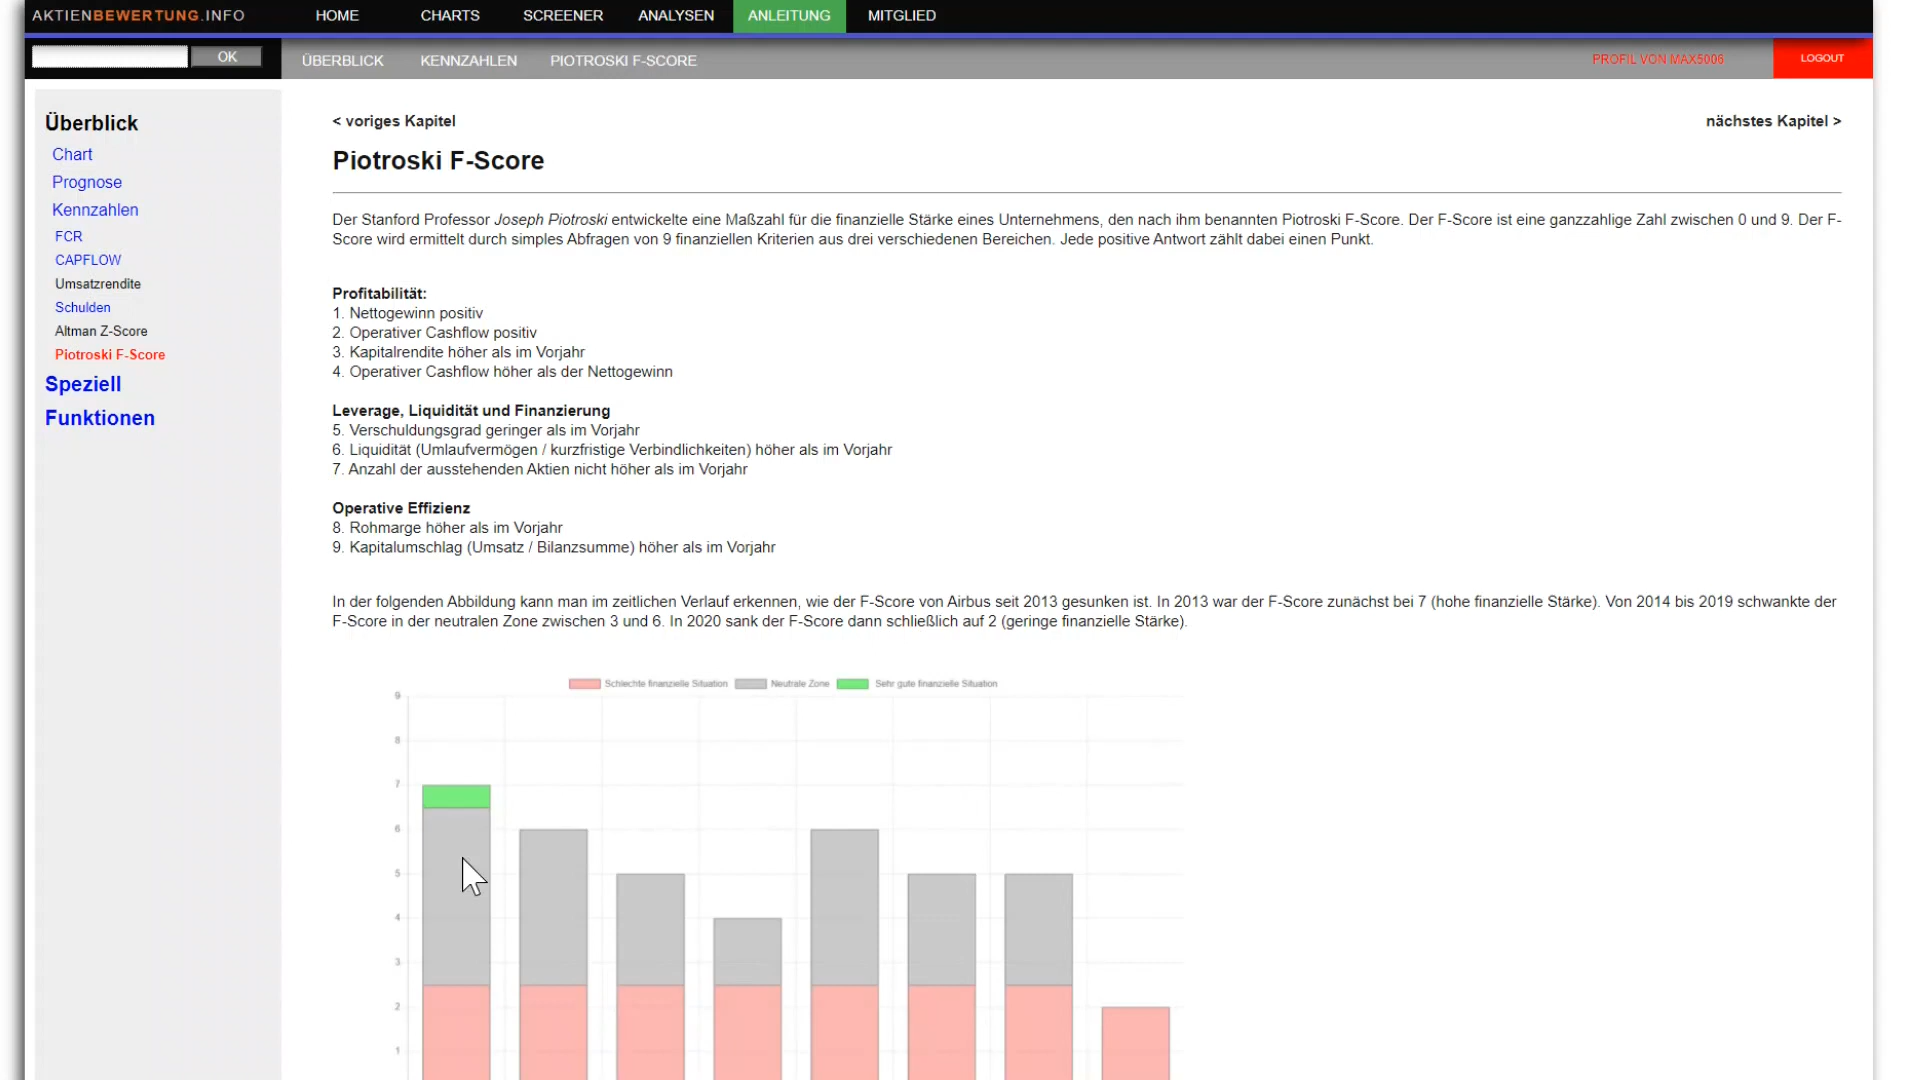 AKTIENBEWERTUNG.INFO
HOME
CHARTS
SCREENER
ANALYSEN
ANLEITUNG
MITGLIED
OK
ÜBERBLICK
KENNZAHLEN
PIOTROSKI F-SCORE
PROFIL VON MAX5006
LOGOUT
Überblick
Chart
Prognose
Kennzahlen
FCR
CAPFLOW
Umsatzrendite
Schulden
Altman Z-Score
Piotroski F-Score
Speziell
Funktionen
< voriges Kapitel
nächstes Kapitel >
Piotroski F-Score
Der Stanford Professor Joseph Piotroski entwickelte eine Maßzahl für die finanzielle Stärke eines Unternehmens, den nach ihm benannten Piotroski F-Score. Der F-Score ist eine ganzzahlige Zahl zwischen 0 und 9. Der F-
Score wird ermittelt durch simples Abfragen von 9 finanziellen Kriterien aus drei verschiedenen Bereichen. Jede positive Antwort zählt dabei einen Punkt.
Profitabilität:
1. Nettogewinn positiv
2. Operativer Cashflow positiv
3. Kapitalrendite höher als im Vorjahr
4. Operativer Cashflow höher als der Nettogewinn
Leverage, Liquidität und Finanzierung
5. Verschuldungsgrad geringer als im Vorjahr
6. Liquidität (Umlaufvermögen / kurzfristige Verbindlichkeiten) höher als im Vorjahr
7. Anzahl der ausstehenden Aktien nicht höher als im Vorjahr
Operative Effizienz
8. Rohmarge höher als im Vorjahr
9. Kapitalumschlag (Umsatz / Bilanzsumme) höher als im Vorjahr
In der folgenden Abbildung kann man im zeitlichen Verlauf erkennen, wie der F-Score von Airbus seit 2013 gesunken ist. In 2013 war der F-Score zunächst bei 7 (hohe finanzielle Stärke). Von 2014 bis 2019 schwankte der
F-Score in der neutralen Zone zwischen 3 und 6. In 2020 sank der F-Score dann schließlich auf 2 (geringe finanzielle Stärke).
Schlechte finanzielle Situation
Neutrale Zone
Sehr gute finanzielle Situation
9
8
7
6
5
4
3
2
1